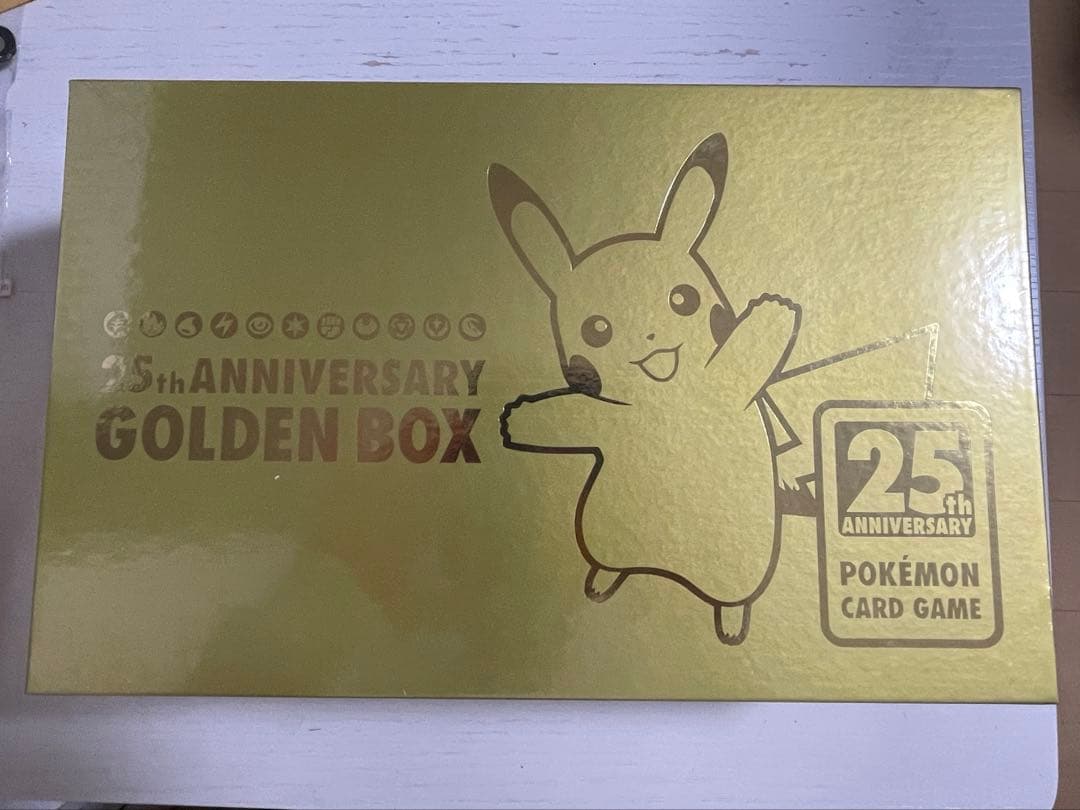 25th ANNIVERSARY
GOLDEN BOX
25th
ANNIVERSARY
POKÉMON
CARD GAME